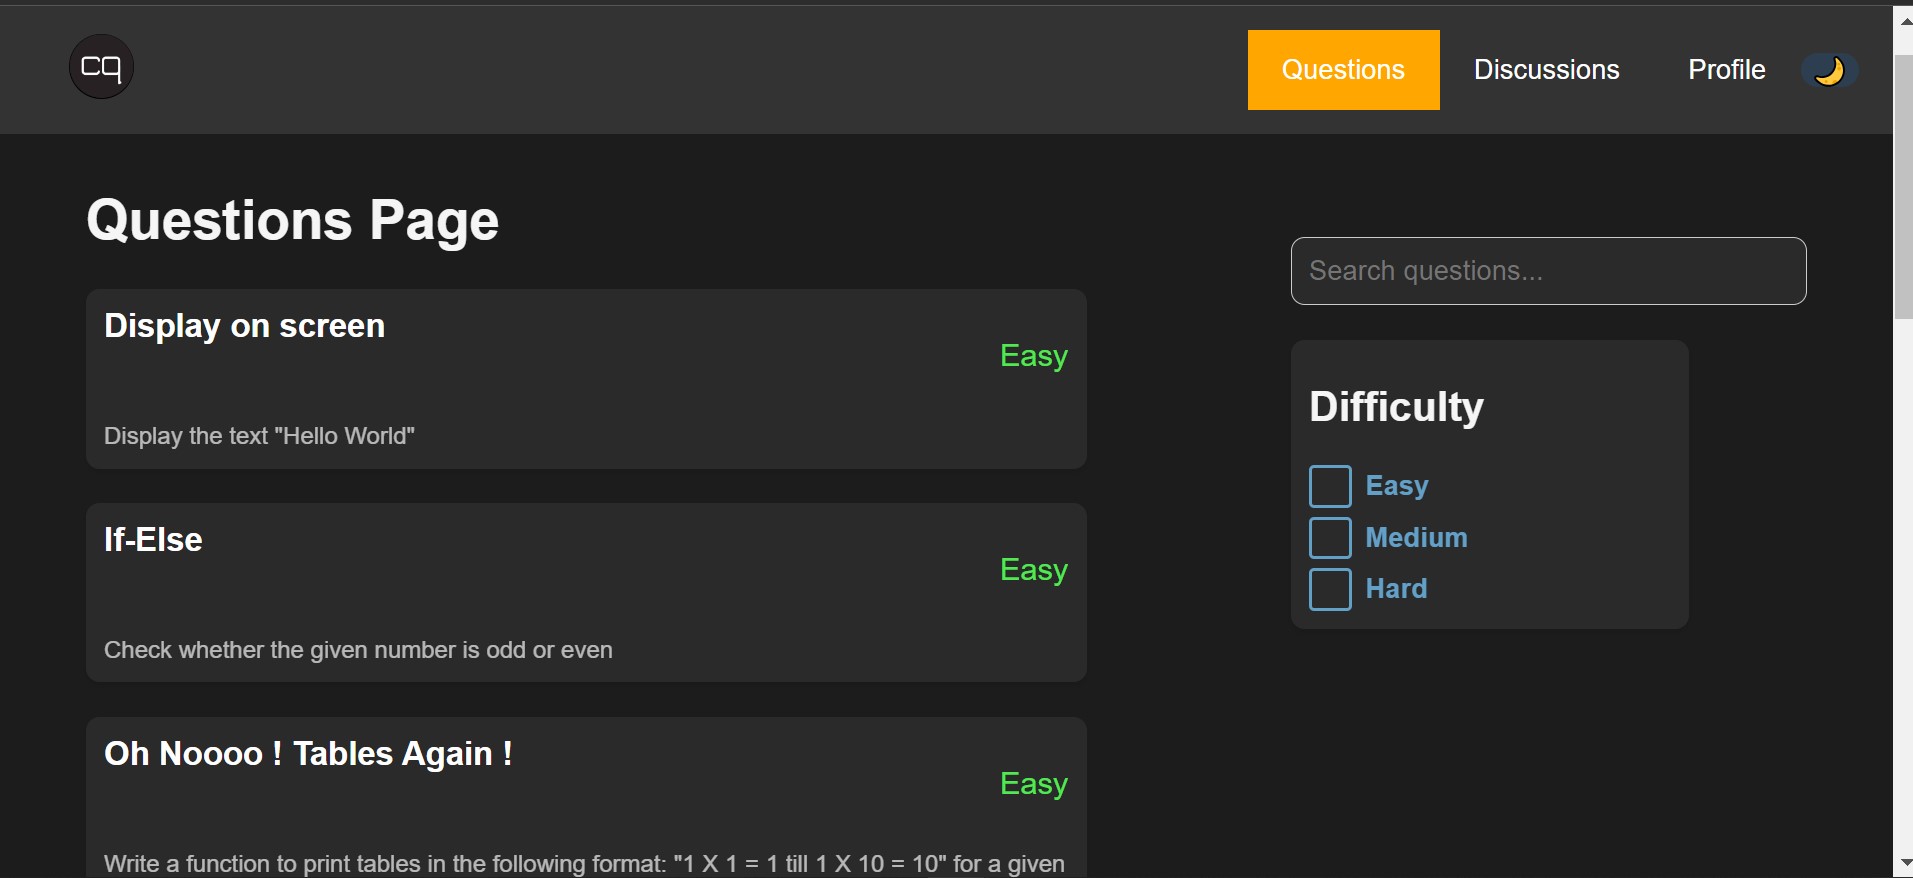 CQ
Questions
Discussions
Profile
Questions Page
Search questions...
Display on screen
Easy
Display the text "Hello World"
Difficulty
Easy
Medium
Hard
If-Else
Easy
Check whether the given number is odd or even
Oh Noooo ! Tables Again !
Easy
Write a function to print tables in the following format: "1 X 1 = 1 till 1 X 10 = 10" for a given